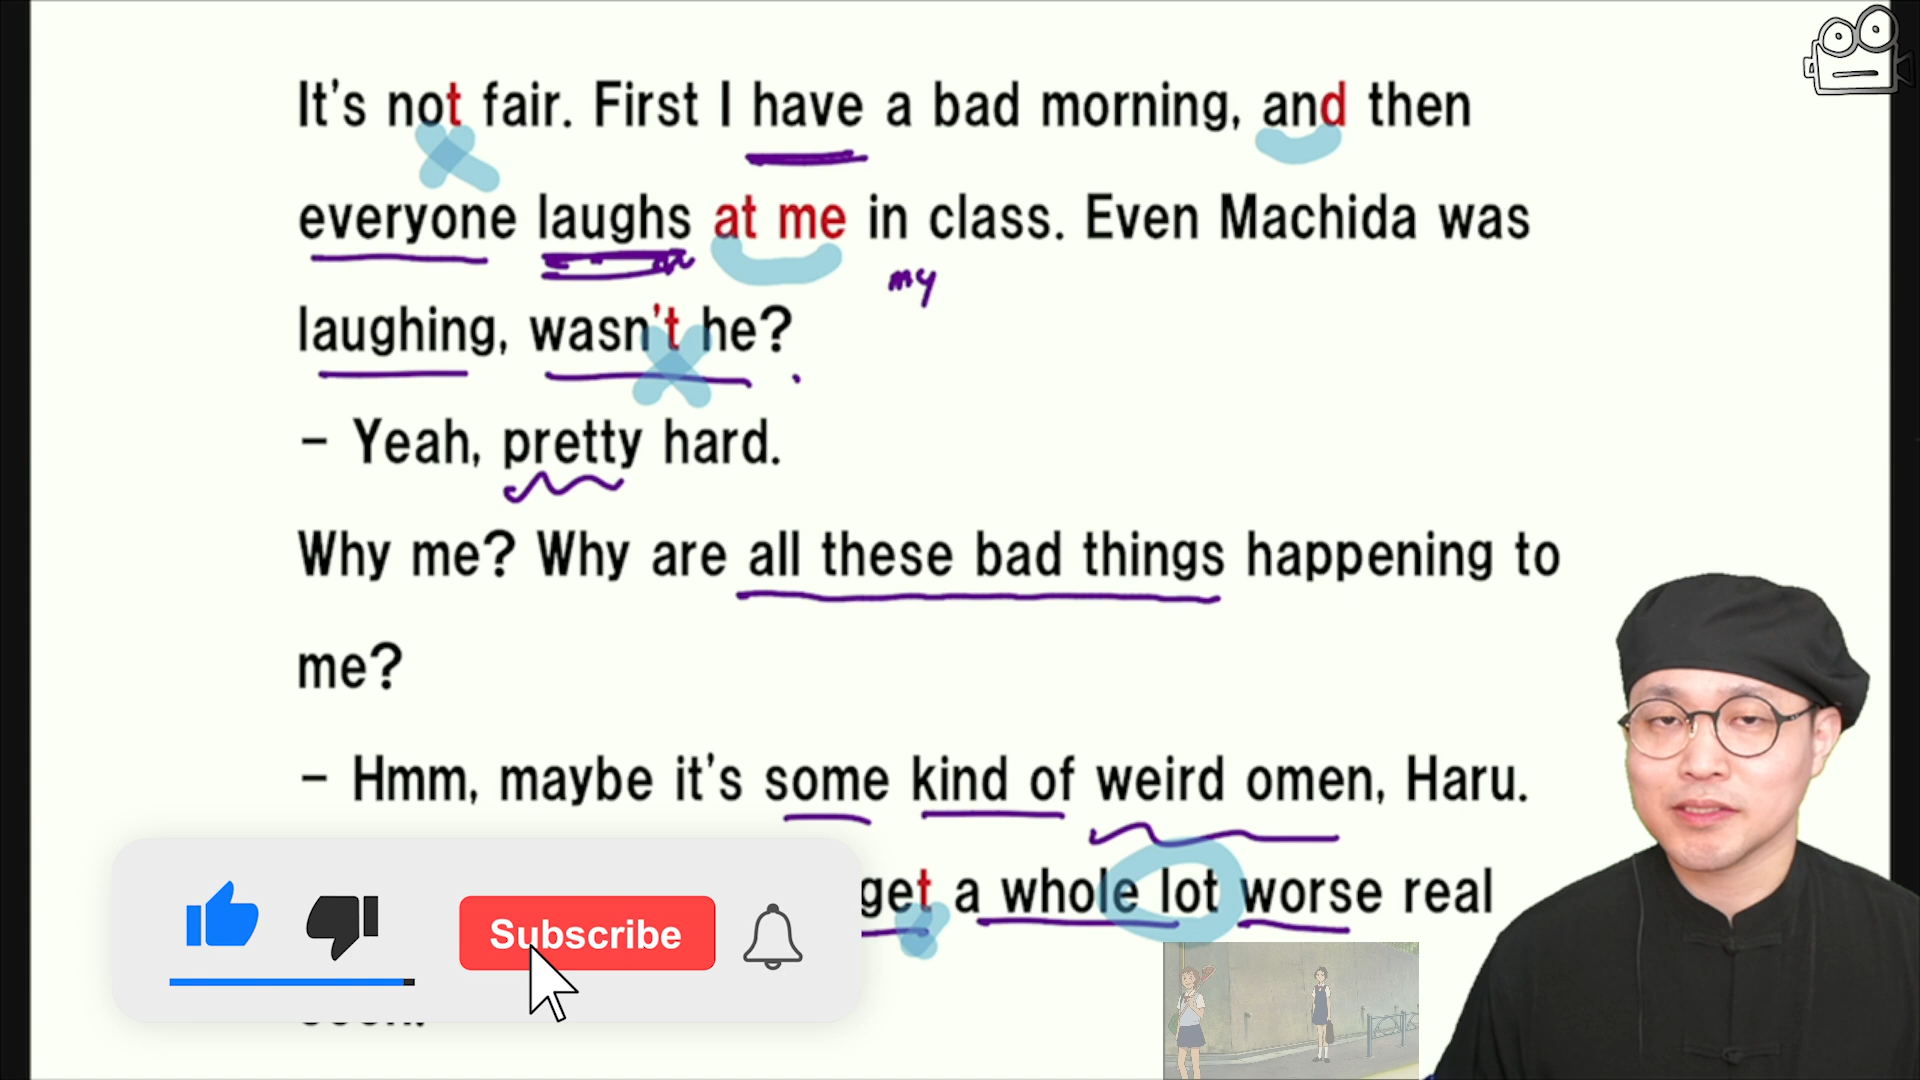 It's not fair. First I have a bad morning, and then
everyone laughs at me in class. Even Machida was
my
laughing, wasn't he?
– Yeah, pretty hard.
Why me? Why are all these bad things happening to
me?
– Hmm, maybe it's some kind of weird omen, Haru.
get a whole lot worse real
Subscribe